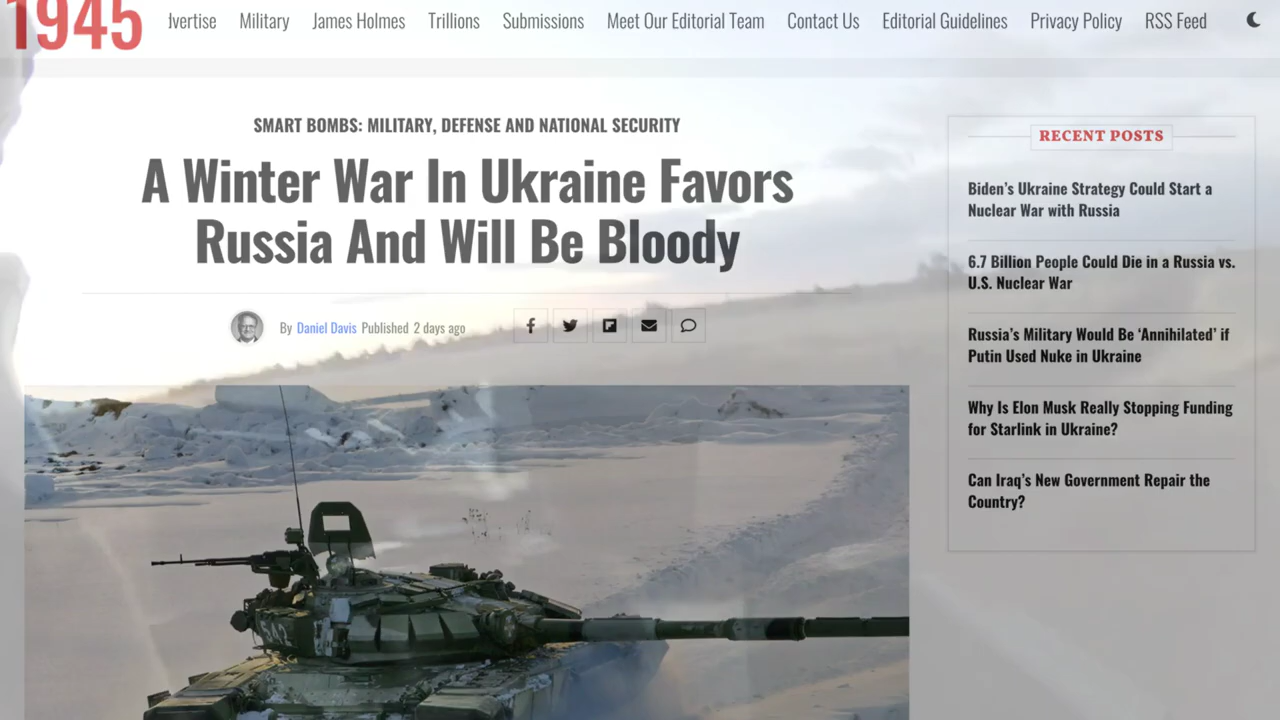 1945
dvertise Military James Holmes Trillions Submissions Meet Our Editorial Team Contact Us Editorial Guidelines Privacy Policy RSS Feed
SMART BOMBS: MILITARY, DEFENSE AND NATIONAL SECURITY
A Winter War In Ukraine Favors
Russia And Will Be Bloody
By Daniel Davis Published 2 days ago
RECENT POSTS
Biden's Ukraine Strategy Could Start a
Nuclear War with Russia
6.7 Billion People Could Die in a Russia vs.
U.S. Nuclear War
Russia's Military Would Be 'Annihilated' if
Putin Used Nuke in Ukraine
Why Is Elon Musk Really Stopping Funding
for Starlink in Ukraine?
Can Iraq's New Government Repair the
Country?